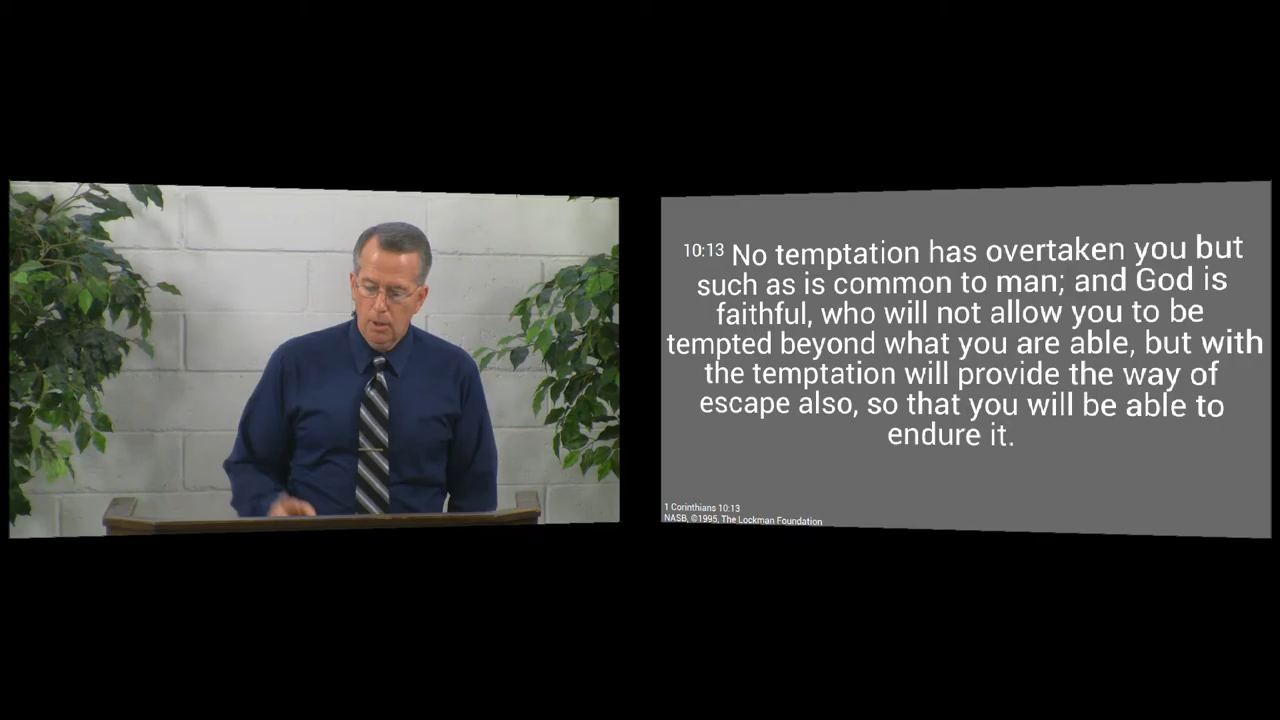 10:13 No temptation has overtaken you but
such as is common to man; and God is
faithful, who will not allow you to be
tempted beyond what you are able, but with
the temptation will provide the way of
escape also, so that you will be able to
endure it.
1 Corinthians 10:13
NASB, ©1995, The Lockman Foundation